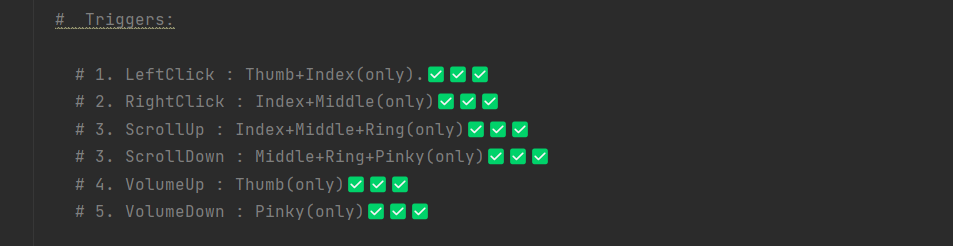 #  Triggers:
# 1. LeftClick : Thumb+Index(only).✅✅✅
# 2. RightClick : Index+Middle(only)✅✅✅
# 3. ScrollUp : Index+Middle+Ring(only)✅✅✅
# 3. ScrollDown : Middle+Ring+Pinky(only)✅✅✅
# 4. VolumeUp : Thumb(only)✅✅✅
# 5. VolumeDown : Pinky(only)✅✅✅